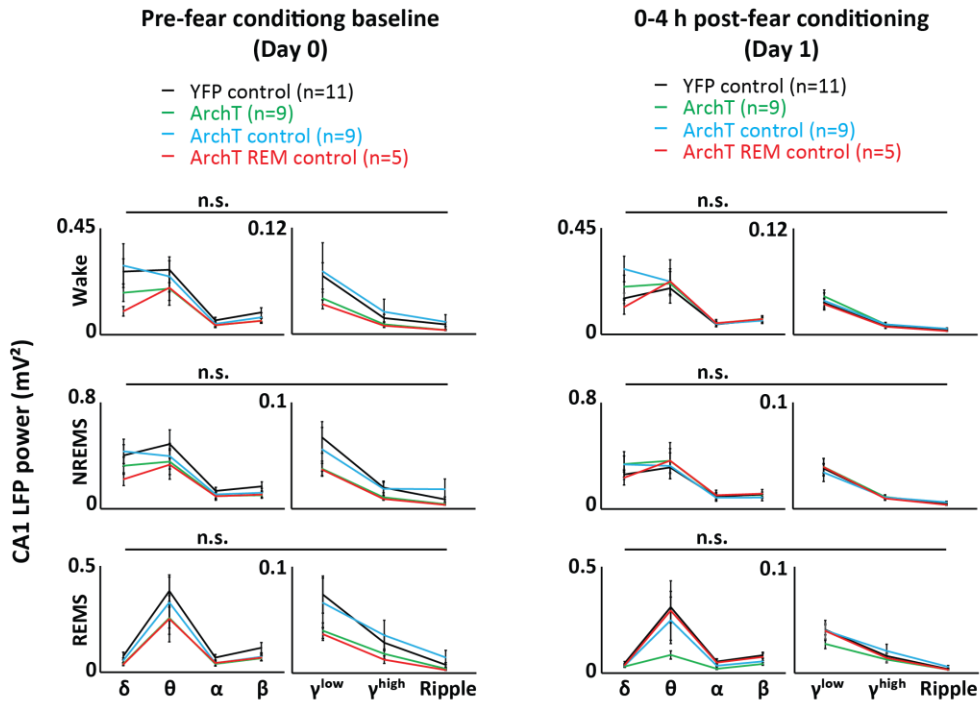 Pre-fear conditiong baseline
(Day 0)
YFP control (n=11)
ArchT (n=9)
ArchT control (n=9)
ArchT REM control (n=5)
0-4 h post-fear conditioning
(Day 1)
YFP control (n=11)
ArchT (n=9)
ArchT control (n=9)
ArchT REM control (n=5)
CA1 LFP power (mV²)
n.s.
Wake
0.45
0
0.12
n.s.
0.45
0
0.12
n.s.
NREMS
0.8
0
0.1
n.s.
0.8
0
0.1
n.s.
REMS
0.5
0
0.1
n.s.
0.5
0
0.1
δ θ α β γlow γhigh Ripple
δ θ α β γlow γhigh Ripple